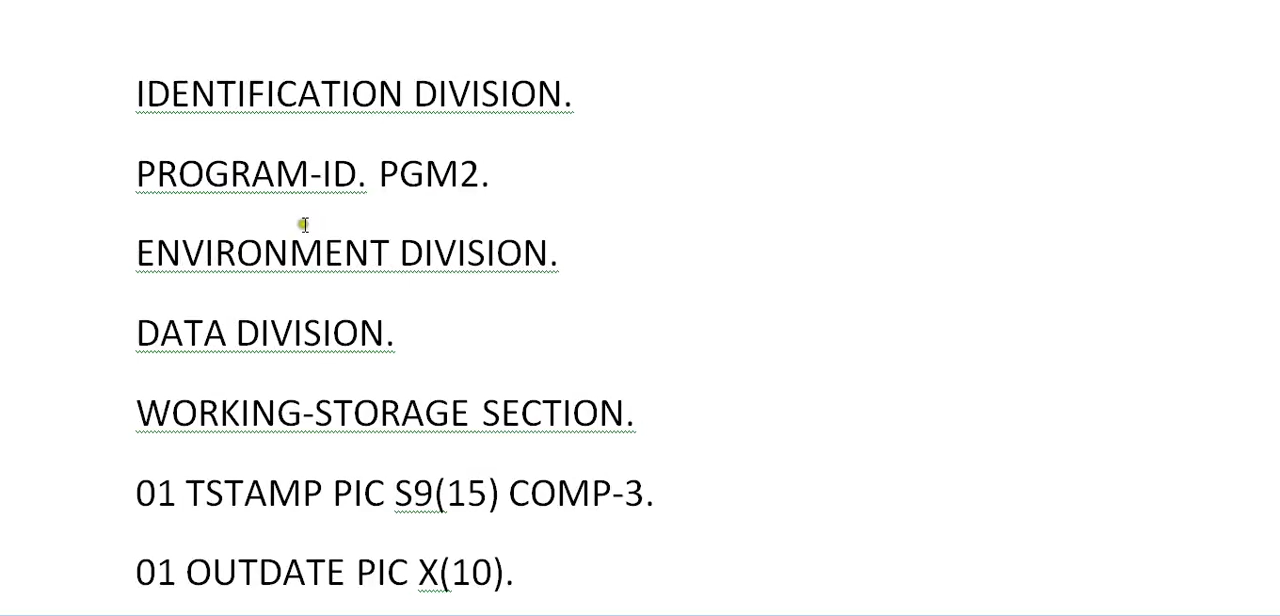 IDENTIFICATION DIVISION.
PROGRAM-ID. PGM2.
ENVIRONMENT DIVISION.
DATA DIVISION.
WORKING-STORAGE SECTION.
01 TSTAMP PIC S9(15) COMP-3.
01 OUTDATE PIC X(10).